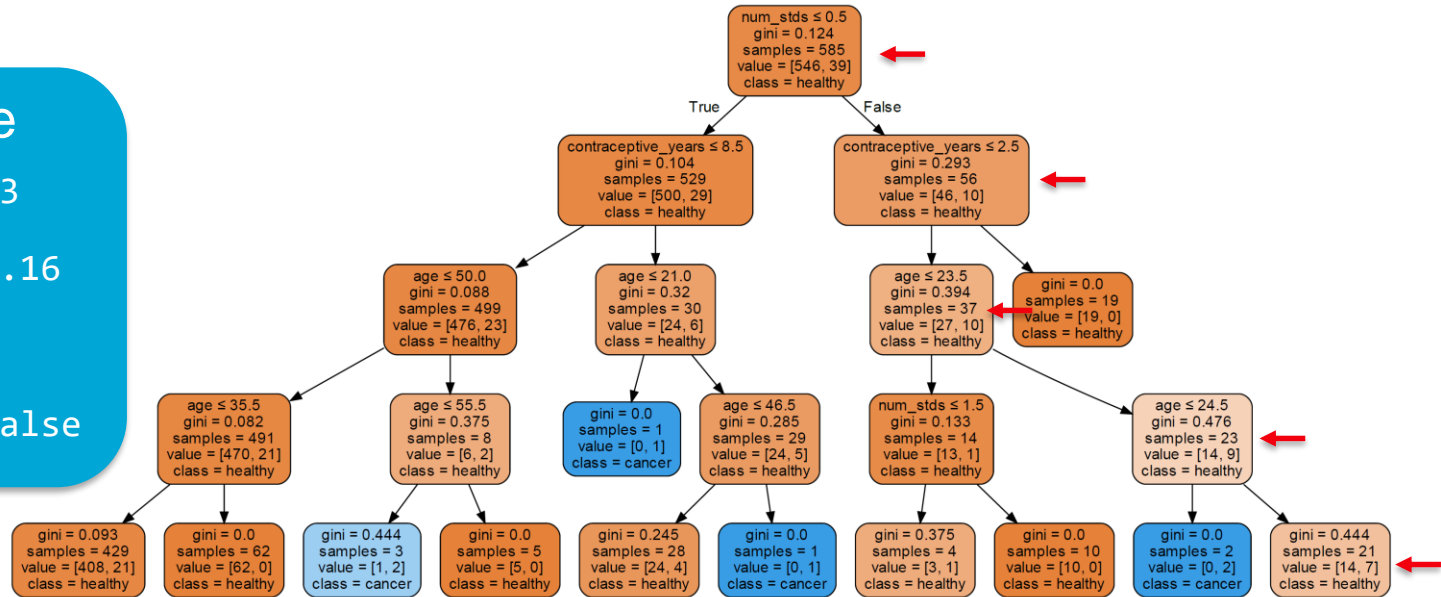 e
3
.16
alse
num_stds ≤ 0.5
gini = 0.124
samples = 585
value = [546, 39]
class = healthy
True
False
contraceptive_years ≤ 8.5
gini = 0.104
samples = 529
value = [500, 29]
class = healthy
contraceptive_years ≤ 2.5
gini = 0.293
samples = 56
value = [46, 10]
class = healthy
age ≤ 50.0
gini = 0.088
samples = 499
value = [476, 23]
class = healthy
age ≤ 21.0
gini = 0.32
samples = 30
value = [24, 6]
class = healthy
age ≤ 23.5
gini = 0.394
samples = 37
value = [27, 10]
class = healthy
gini = 0.0
samples = 19
value = [19, 0]
class = healthy
age ≤ 35.5
gini = 0.082
samples = 491
value = [470, 21]
class = healthy
age ≤ 55.5
gini = 0.375
samples = 8
value = [6, 2]
class = healthy
gini = 0.0
samples = 1
value = [0, 1]
class = cancer
age ≤ 46.5
gini = 0.285
samples = 29
value = [24, 5]
class = healthy
num_stds ≤ 1.5
gini = 0.133
samples = 14
value = [13, 1]
class = healthy
age ≤ 24.5
gini = 0.476
samples = 23
value = [14, 9]
class = healthy
gini = 0.093
samples = 429
value = [408, 21]
class = healthy
gini = 0.0
samples = 62
value = [62, 0]
class = healthy
gini = 0.444
samples = 3
value = [1, 2]
class = cancer
gini = 0.0
samples = 5
value = [5, 0]
class = healthy
gini = 0.245
samples = 28
value = [24, 4]
class = healthy
gini = 0.0
samples = 1
value = [0, 1]
class = cancer
gini = 0.375
samples = 4
value = [3, 1]
class = healthy
gini = 0.0
samples = 10
value = [10, 0]
class = healthy
gini = 0.0
samples = 2
value = [0, 2]
class = cancer
gini = 0.444
samples = 21
value = [14, 7]
class = healthy